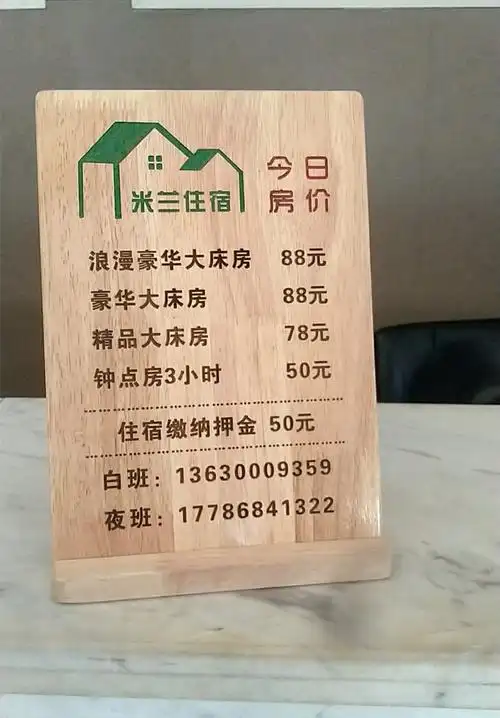 米兰住宿
今日
房价
浪漫豪华大床房 88元
豪华大床房 88元
精品大床房 78元
钟点房3小时 50元
住宿缴纳押金 50元
白班：13630009359
夜班：17786841322